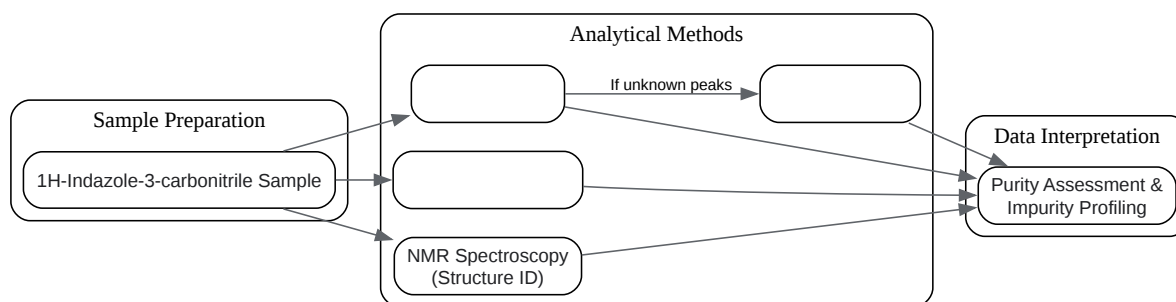 Analytical Methods
Sample Preparation
If unknown peaks
Data Interpretation
1H-Indazole-3-carbonitrile Sample
Purity Assessment &
Impurity Profiling
NMR Spectroscopy
(Structure ID)